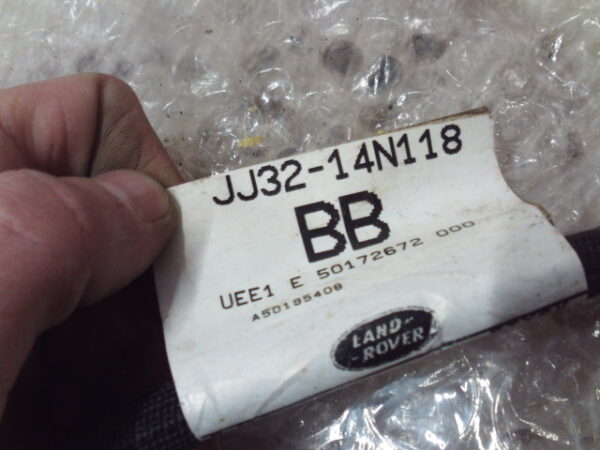 JJ32-14N118
BB
UEE1 E 50172672 000
A50195408
LAND-
-ROVER